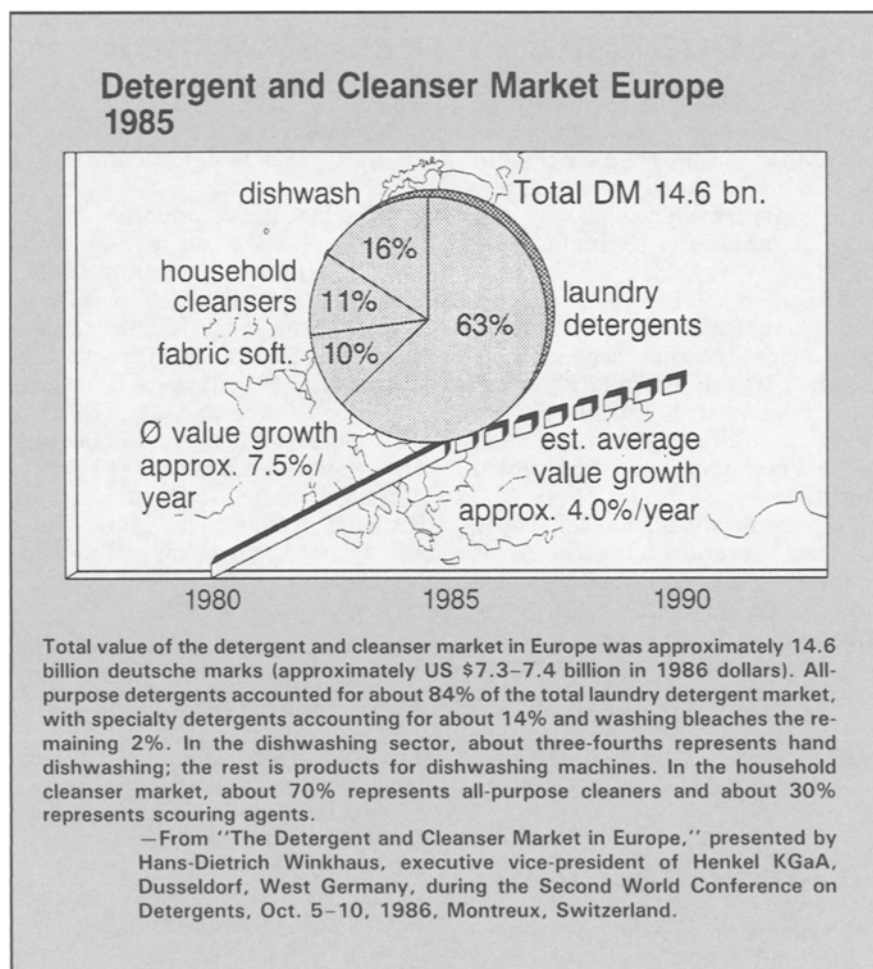 Detergent and Cleanser Market Europe
1985
dishwash
Total DM 14.6 bn.
16%
household
cleansers
11%
63%
laundry
detergents
fabric soft.
10%
Ø value growth
approx. 7.5%/
year
est. average
value growth
approx. 4.0%/year
1980
1985
1990
Total value of the detergent and cleanser market in Europe was approximately 14.6
billion deutsche marks (approximately US $7.3–7.4 billion in 1986 dollars). All-
purpose detergents accounted for about 84% of the total laundry detergent market,
with specialty detergents accounting for about 14% and washing bleaches the re-
maining 2%. In the dishwashing sector, about three-fourths represents hand
dishwashing; the rest is products for dishwashing machines. In the household
cleanser market, about 70% represents all-purpose cleaners and about 30%
represents scouring agents.
—From ''The Detergent and Cleanser Market in Europe,'' presented by
Hans-Dietrich Winkhaus, executive vice-president of Henkel KGaA,
Dusseldorf, West Germany, during the Second World Conference on
Detergents, Oct. 5–10, 1986, Montreux, Switzerland.